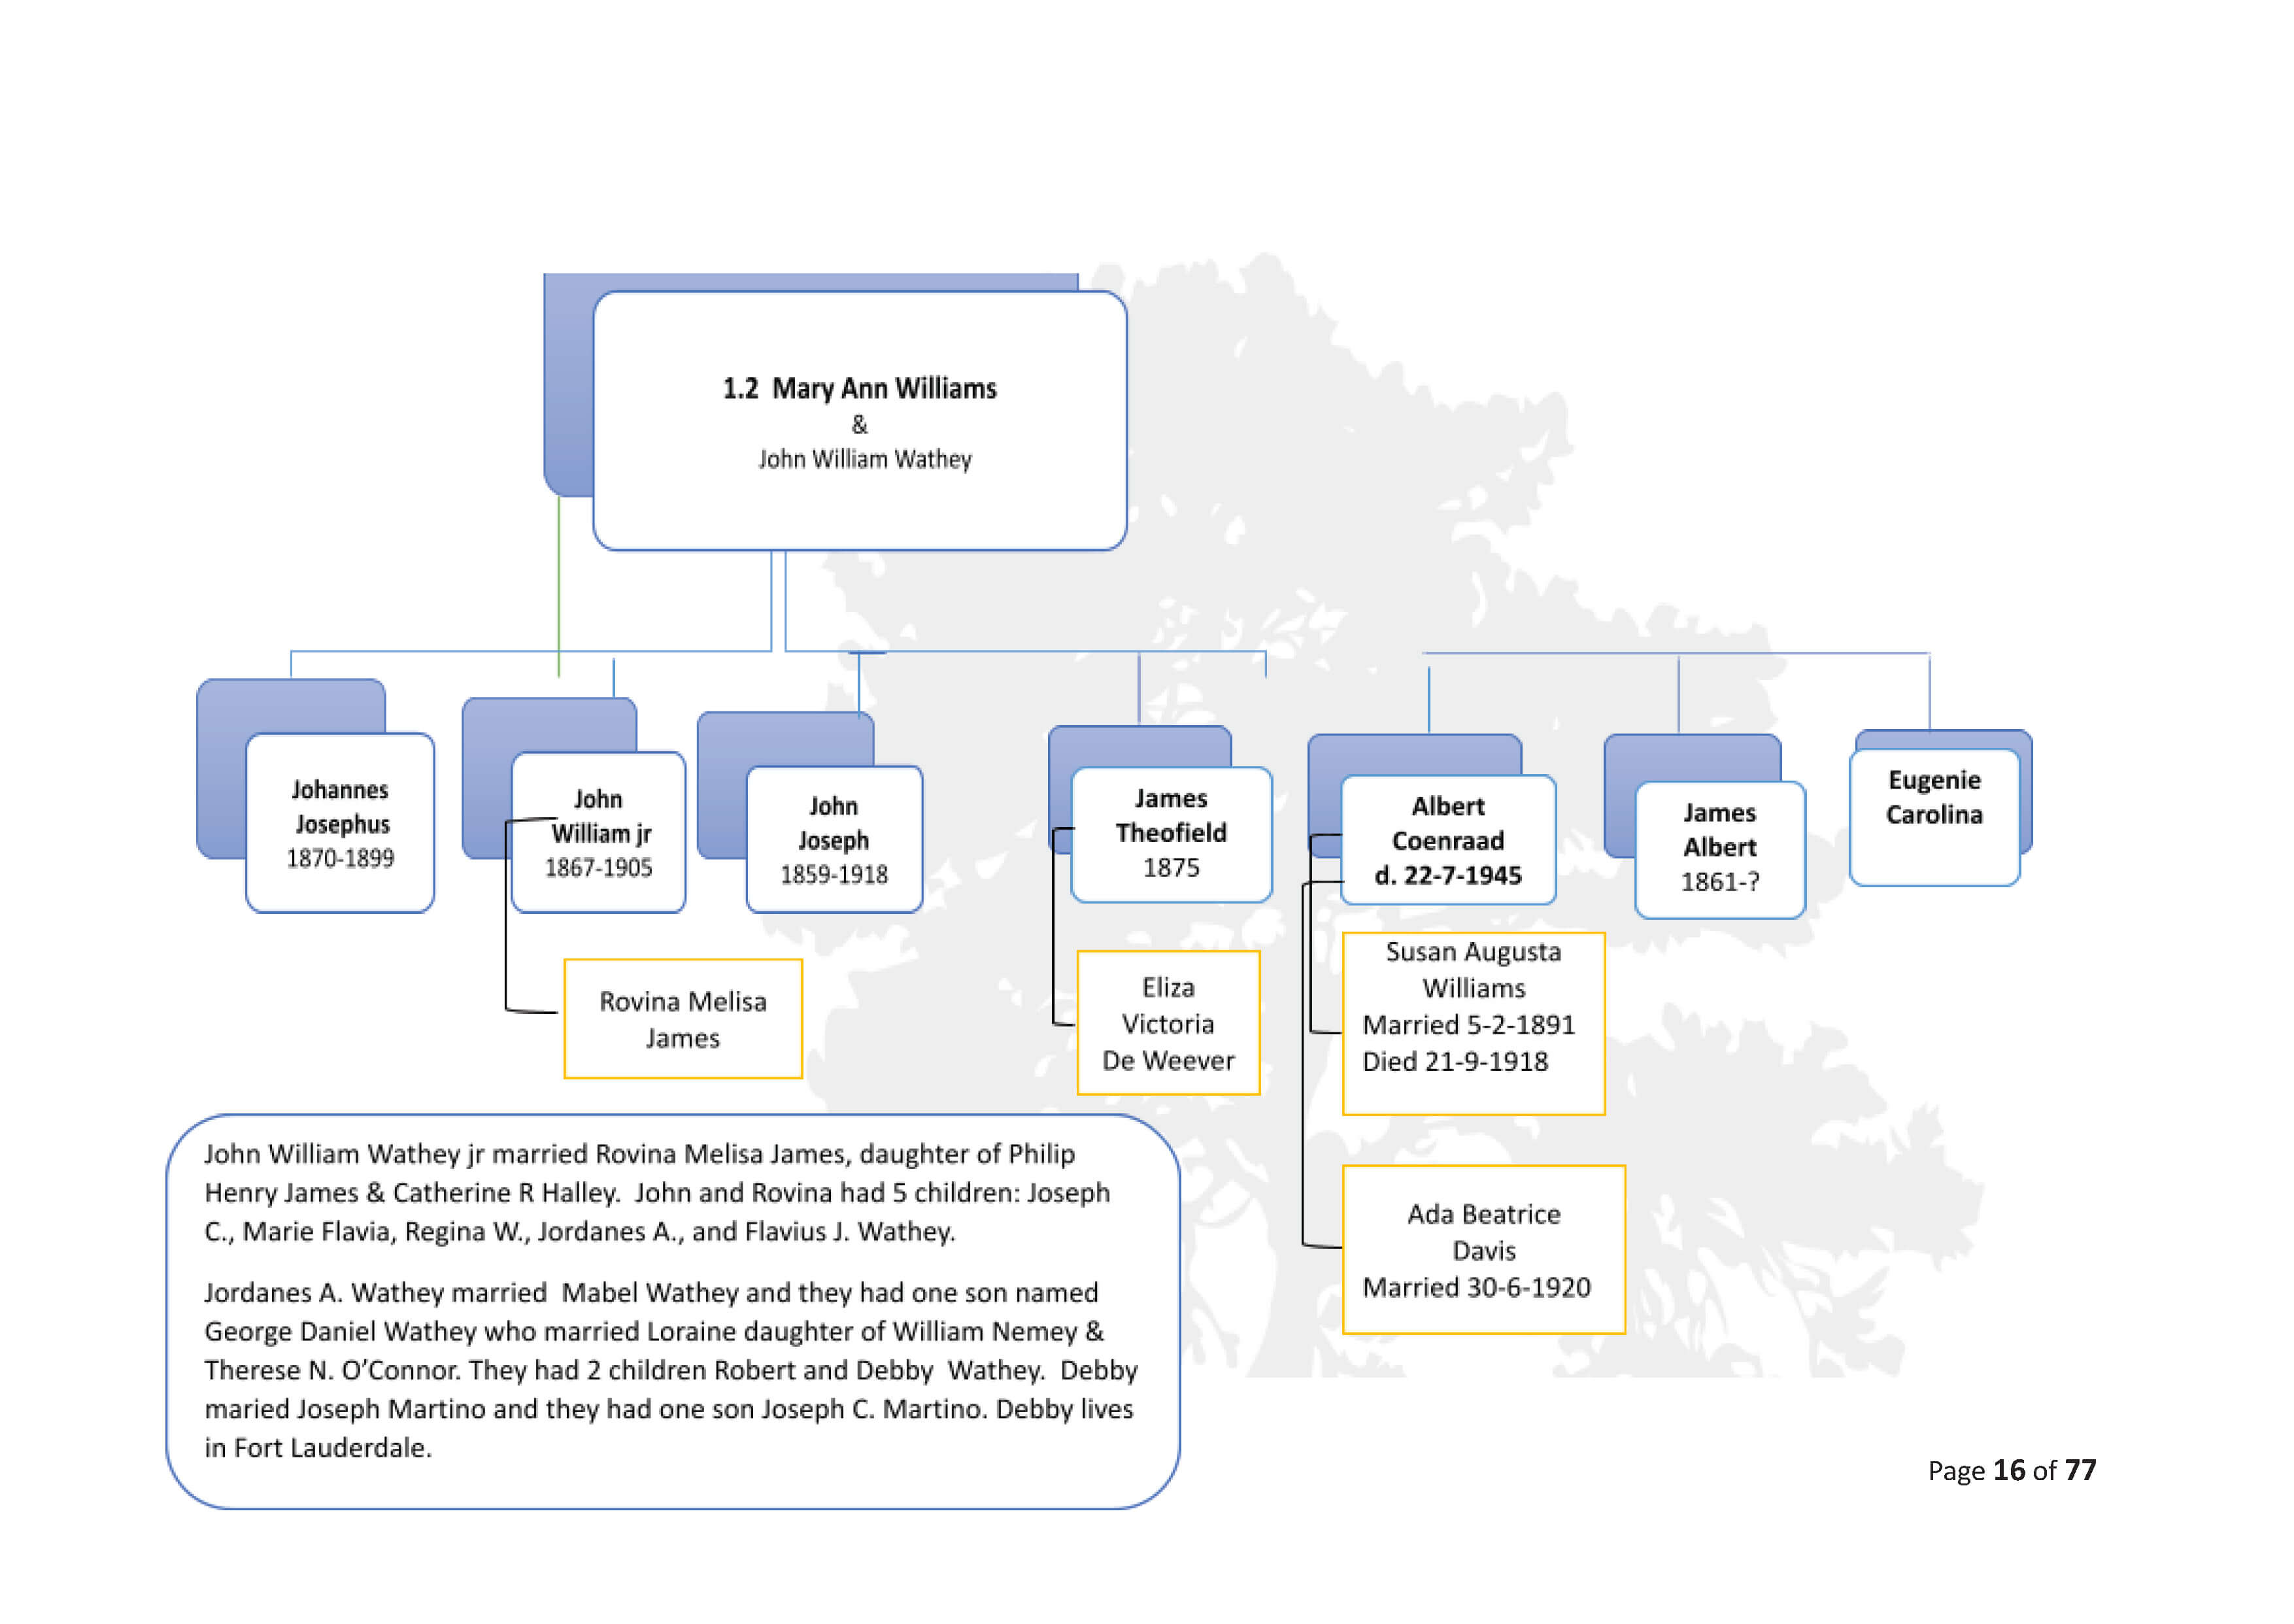 1.2 Mary Ann Williams
&
John William Wathey
Johannes
Josephus
1870-1899
John
William jr
1867-1905
John
Joseph
1859-1918
James
Theofield
1875
Albert
Coenraad
d. 22-7-1945
James
Albert
1861-?
Eugenie
Carolina
Rovina Melisa
James
Eliza
Victoria
De Weever
Susan Augusta
Williams
Married 5-2-1891
Died 21-9-1918
Ada Beatrice
Davis
Married 30-6-1920
John William Wathey jr married Rovina Melisa James, daughter of Philip
Henry James & Catherine R Halley. John and Rovina had 5 children: Joseph
C., Marie Flavia, Regina W., Jordanes A., and Flavius J. Wathey.
Jordanes A. Wathey married Mabel Wathey and they had one son named
George Daniel Wathey who married Loraine daughter of William Nemey &
Therese N. O'Connor. They had 2 children Robert and Debby Wathey. Debby
maried Joseph Martino and they had one son Joseph C. Martino. Debby lives
in Fort Lauderdale.
Page 16 of 77